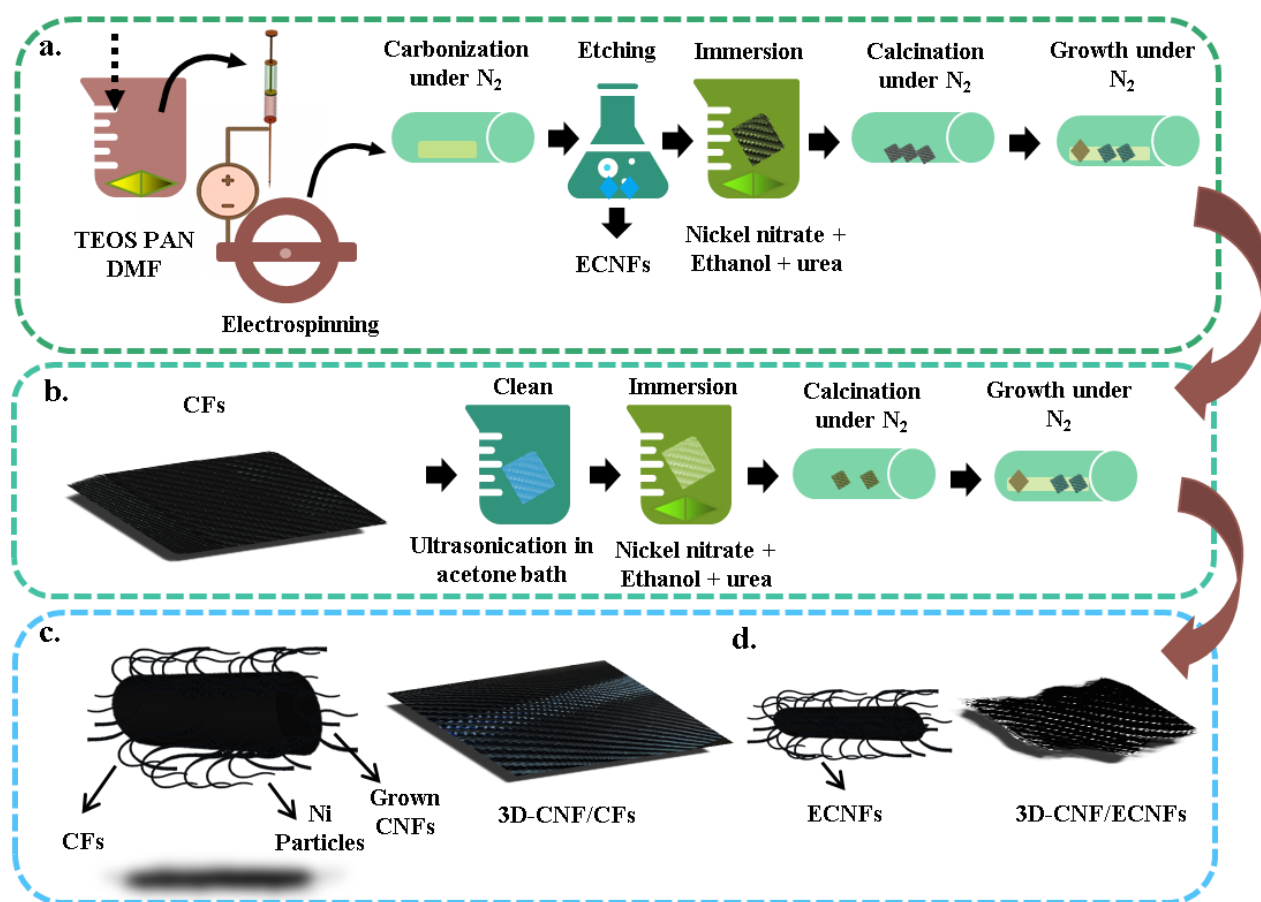 a.
Carbonization
under N2
Etching
Immersion
Calcination
under N2
Growth under
N2
+
−
TEOS PAN
DMF
Electrospinning
ECNFs
Nickel nitrate +
Ethanol + urea
b.
CFs
Clean
Immersion
Calcination
under N2
Growth under
N2
Ultrasonication in
acetone bath
Nickel nitrate +
Ethanol + urea
c.
CFs
Ni
Particles
Grown
CNFs
3D-CNF/CFs
d.
ECNFs
3D-CNF/ECNFs